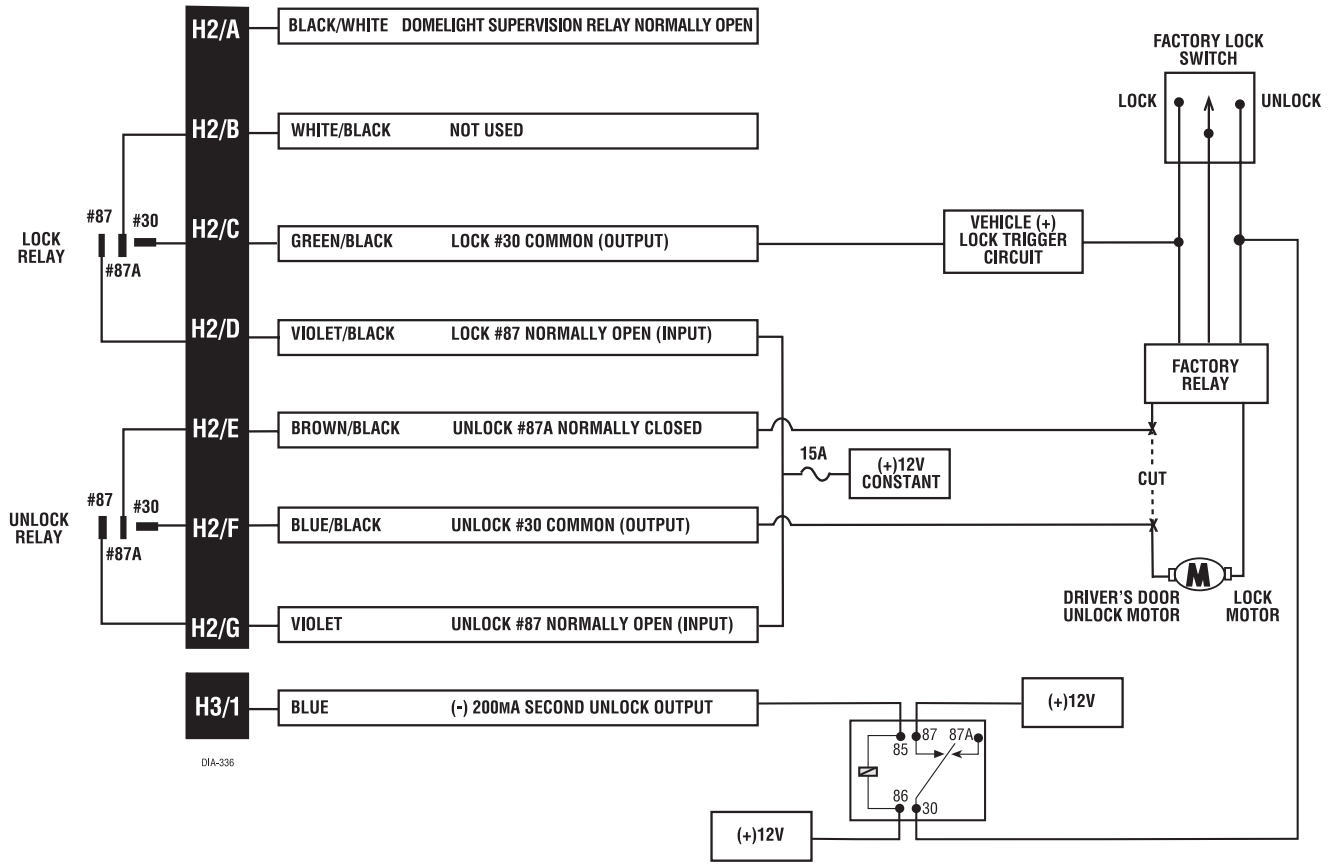 H2/A
BLACK/WHITE DOMELIGHT SUPERVISION RELAY NORMALLY OPEN
FACTORY LOCK
SWITCH
LOCK
UNLOCK
H2/B
WHITE/BLACK NOT USED
#87
#30
#87A
LOCK
RELAY
H2/C
GREEN/BLACK LOCK #30 COMMON (OUTPUT)
VEHICLE (+)
LOCK TRIGGER
CIRCUIT
H2/D
VIOLET/BLACK LOCK #87 NORMALLY OPEN (INPUT)
FACTORY
RELAY
H2/E
BROWN/BLACK UNLOCK #87A NORMALLY CLOSED
15A
(+)12V
CONSTANT
CUT
#87
#30
#87A
UNLOCK
RELAY
H2/F
BLUE/BLACK UNLOCK #30 COMMON (OUTPUT)
M
DRIVER'S DOOR
UNLOCK MOTOR
LOCK
MOTOR
H2/G
VIOLET UNLOCK #87 NORMALLY OPEN (INPUT)
H3/1
BLUE (-) 200MA SECOND UNLOCK OUTPUT
(+)12V
85
87
87A
86
30
(+)12V
DIA-336